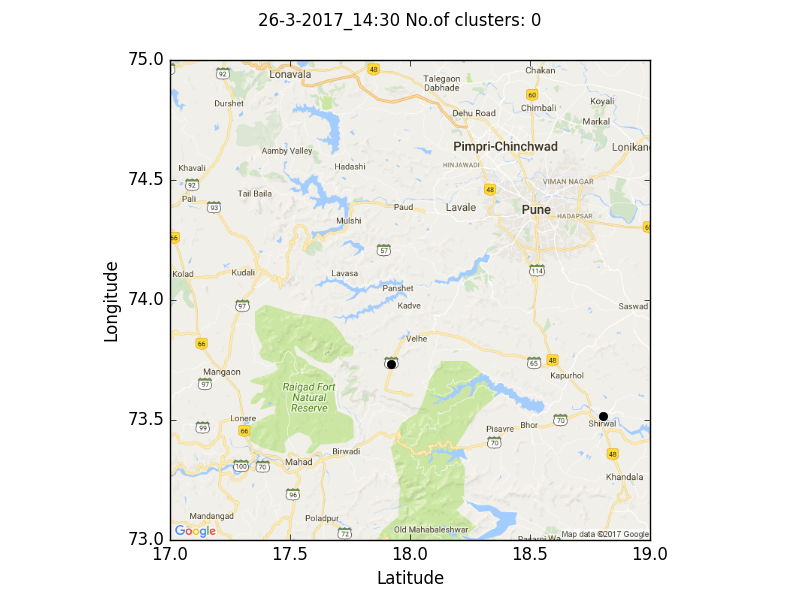 26-3-2017_14:30 No.of clusters: 0
75.0
74.5
74.0
73.5
73.0
Longitude
17.0 17.5 18.0 18.5 19.0
Latitude
92 Lonavala 48 Talegaon Dabhade Chakan
60
Durshet Dehu Road Chimbali Koyali
Markal
Aamby Valley Pimpri-Chinchwad Lonikan
Khavali Hadashi HINJAWADI
92 Tail Baila 48 VIMAN NAGAR
Pali 93 Paud Lavale Pune HADAPSAR
Mulshi
66 57 60
Kolad Kudali Lavasa 114
Panshet
97 Kadve Saswad
66 Velhe
65 48
Mangaon Kapurhol
97 Raigad Fort
Natural
Reserve
Lonere
99 66 Pisavre Bhor 70 Shirwal
70
Birwadi
100 70 Mahad 48
Khandala
96
Mandangad Poladpur
72 Old Mahabaleshwar
Google Map data ©2017 Google